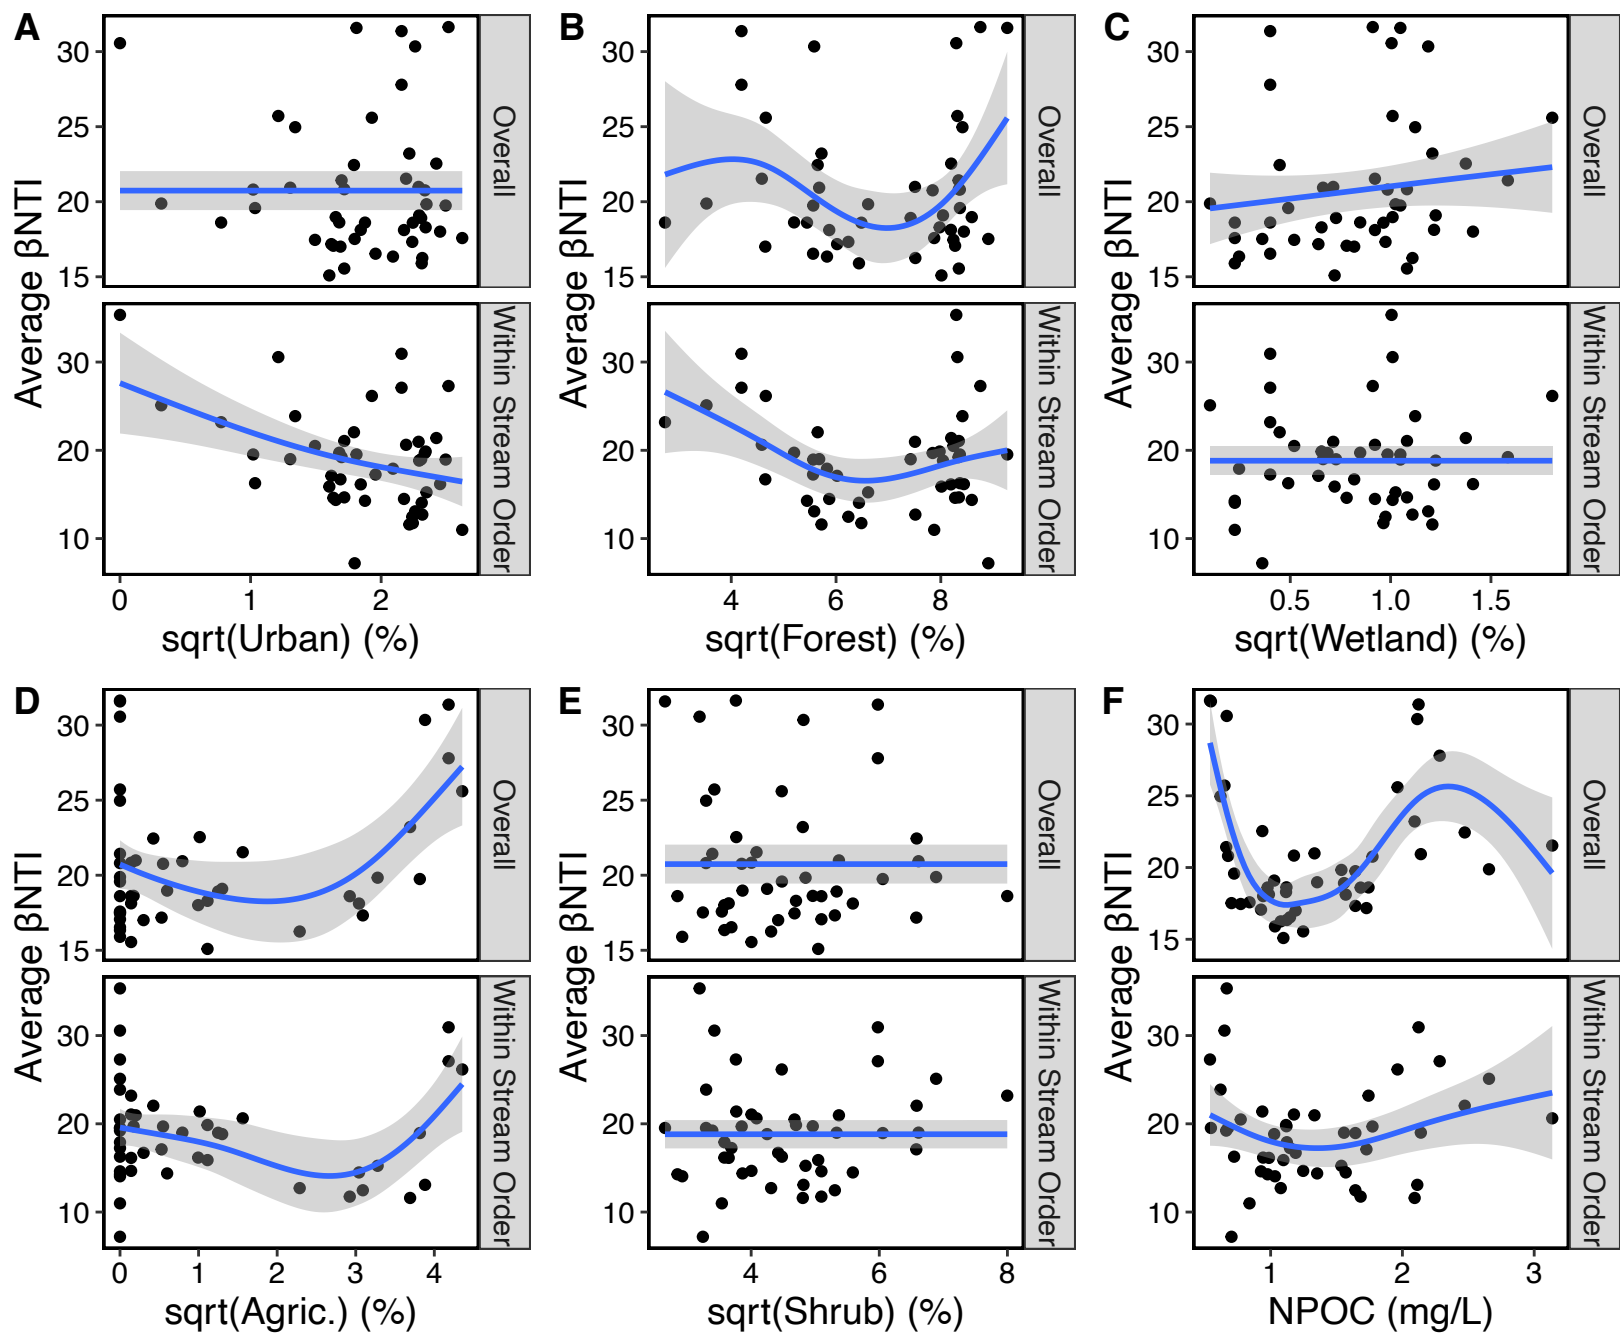 A
Average βNTI
30
25
20
15
Overall
30
20
10
Within Stream Order
0 1 2
sqrt(Urban) (%)
B
Average βNTI
30
25
20
15
Overall
30
20
10
Within Stream Order
4 6 8
sqrt(Forest) (%)
C
Average βNTI
30
25
20
15
Overall
30
20
10
Within Stream Order
0.5 1.0 1.5
sqrt(Wetland) (%)
D
Average βNTI
30
25
20
15
Overall
30
20
10
Within Stream Order
0 1 2 3 4
sqrt(Agric.) (%)
E
Average βNTI
30
25
20
15
Overall
30
20
10
Within Stream Order
4 6 8
sqrt(Shrub) (%)
F
Average βNTI
30
25
20
15
Overall
30
20
10
Within Stream Order
1 2 3
NPOC (mg/L)